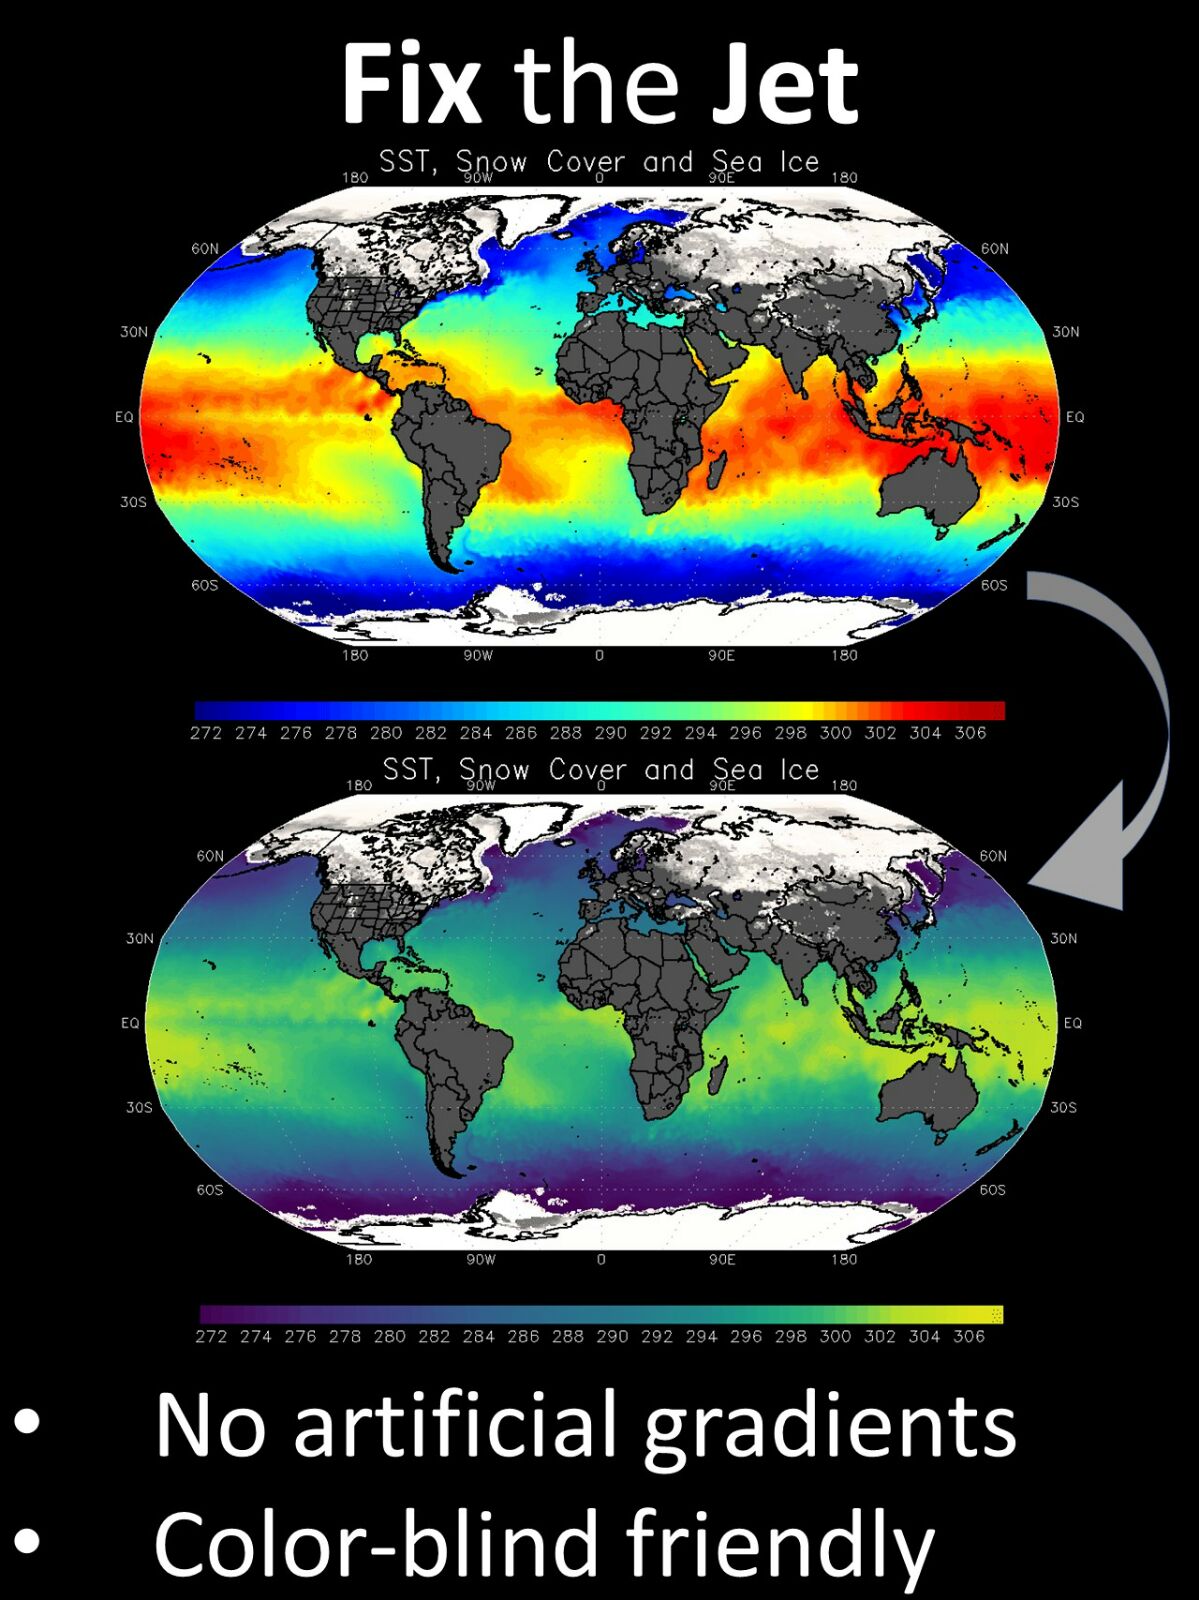 Fix the Jet
SST, Snow Cover and Sea Ice
180 90W 0 90E 180
60N 60N
30N 30N
EQ EQ
30S 30S
60S 60S
180 90W 0 90E 180
272 274 276 278 280 282 284 286 288 290 292 294 296 298 300 302 304 306
SST, Snow Cover and Sea Ice
180 90W 0 90E 180
60N 60N
30N 30N
EQ EQ
30S 30S
60S 60S
180 90W 0 90E 180
272 274 276 278 280 282 284 286 288 290 292 294 296 298 300 302 304 306
• No artificial gradients
• Color-blind friendly